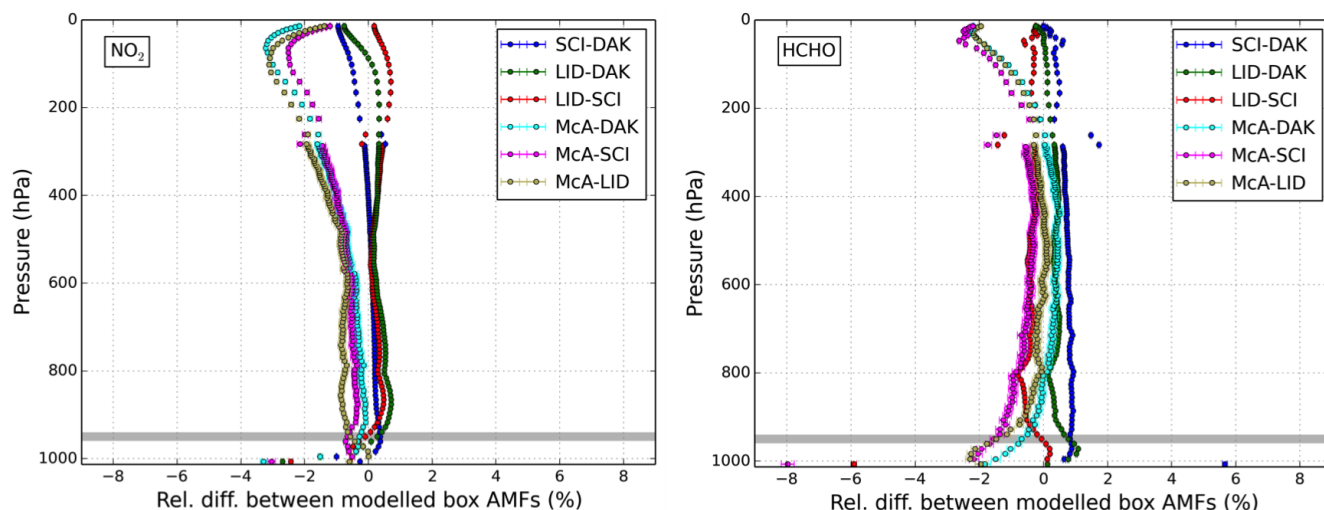 NO2
SCI-DAK
LID-DAK
LID-SCI
McA-DAK
McA-SCI
McA-LID
Pressure (hPa)
0
200
400
600
800
1000
−8 −6 −4 −2 0 2 4 6 8
Rel. diff. between modelled box AMFs (%)
HCHO
SCI-DAK
LID-DAK
LID-SCI
McA-DAK
McA-SCI
McA-LID
Pressure (hPa)
0
200
400
600
800
1000
−8 −6 −4 −2 0 2 4 6 8
Rel. diff. between modelled box AMFs (%)